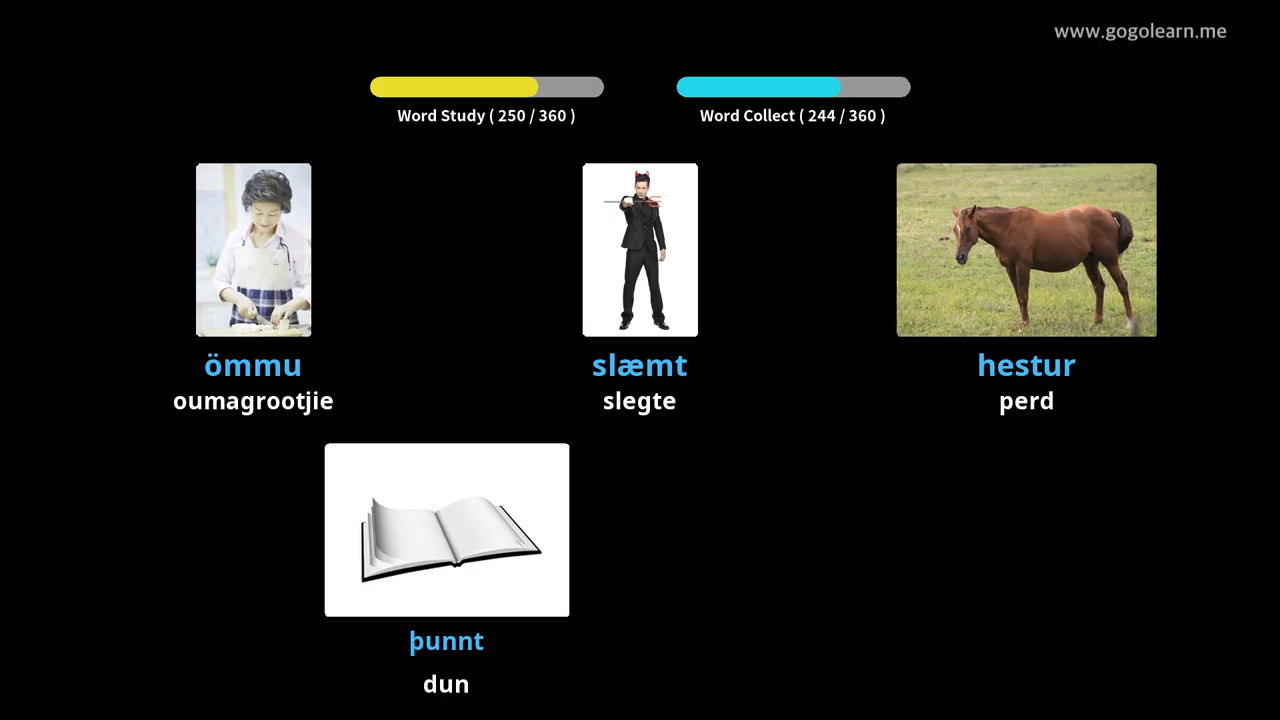 www.gogolearn.me
Word Study ( 250 / 360 )
Word Collect ( 244 / 360 )
ömmu
oumagrootjie
slæmt
slegte
hestur
perd
þunnt
dun